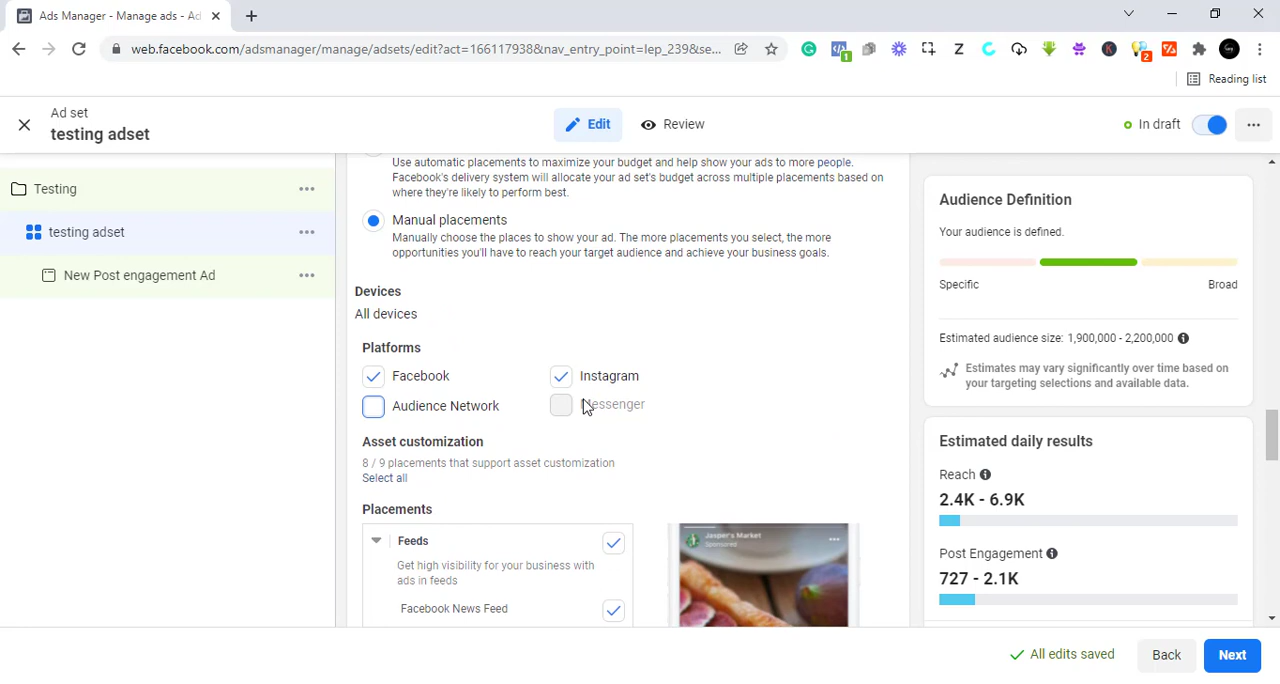 Ads Manager - Manage ads - Ad
web.facebook.com/adsmanager/manage/adsets/edit?act=166117938&nav_entry_point=lep_239&se...
1
2
Reading list
Ad set
testing adset
Edit
Review
In draft
Testing
testing adset
New Post engagement Ad
Use automatic placements to maximize your budget and help show your ads to more people.
Facebook's delivery system will allocate your ad set's budget across multiple placements based on
where they're likely to perform best.
Manual placements
Manually choose the places to show your ad. The more placements you select, the more
opportunities you'll have to reach your target audience and achieve your business goals.
Devices
All devices
Platforms
Facebook
Instagram
Audience Network
Messenger
Asset customization
8 / 9 placements that support asset customization
Select all
Placements
Feeds
Get high visibility for your business with
ads in feeds
Facebook News Feed
Jasper's Market
Sponsored
Audience Definition
Your audience is defined.
Specific
Broad
Estimated audience size: 1,900,000 - 2,200,000
Estimates may vary significantly over time based on
your targeting selections and available data.
Estimated daily results
Reach
2.4K - 6.9K
Post Engagement
727 - 2.1K
All edits saved
Back
Next